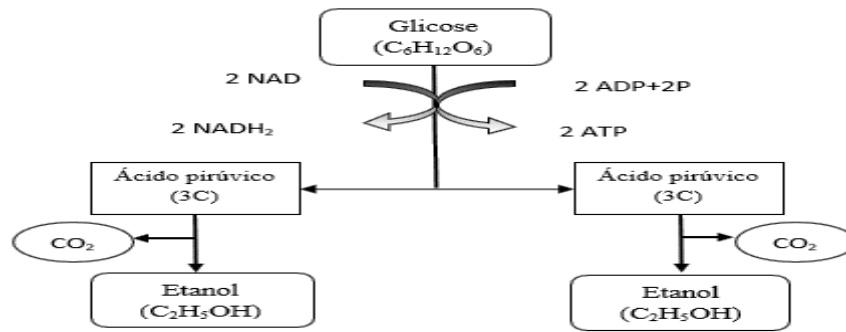 Glicose
(C₆H₁₂O₆)
2 NAD
2 ADP+2P
2 NADH₂
2 ATP
Ácido pirúvico
(3C)
Ácido pirúvico
(3C)
CO₂
CO₂
Etanol
(C₂H₅OH)
Etanol
(C₂H₅OH)